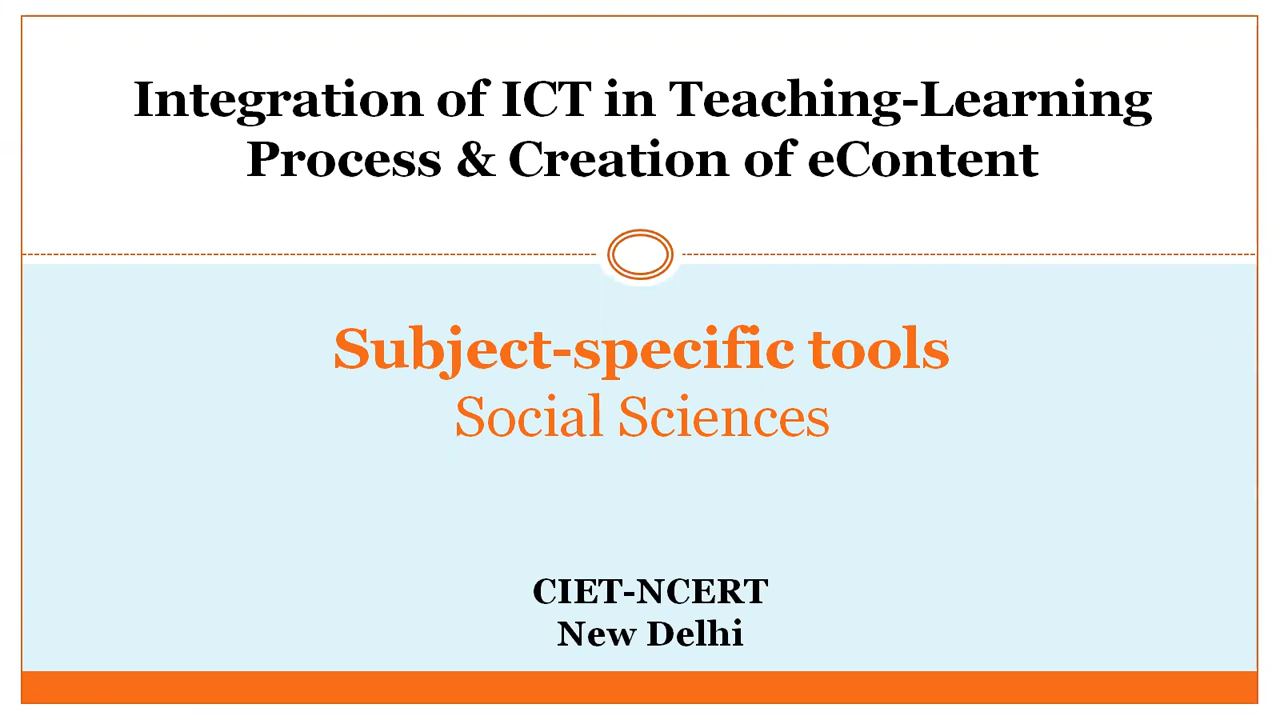 Integration of ICT in Teaching-Learning
Process & Creation of eContent
Subject-specific tools
Social Sciences
CIET-NCERT
New Delhi